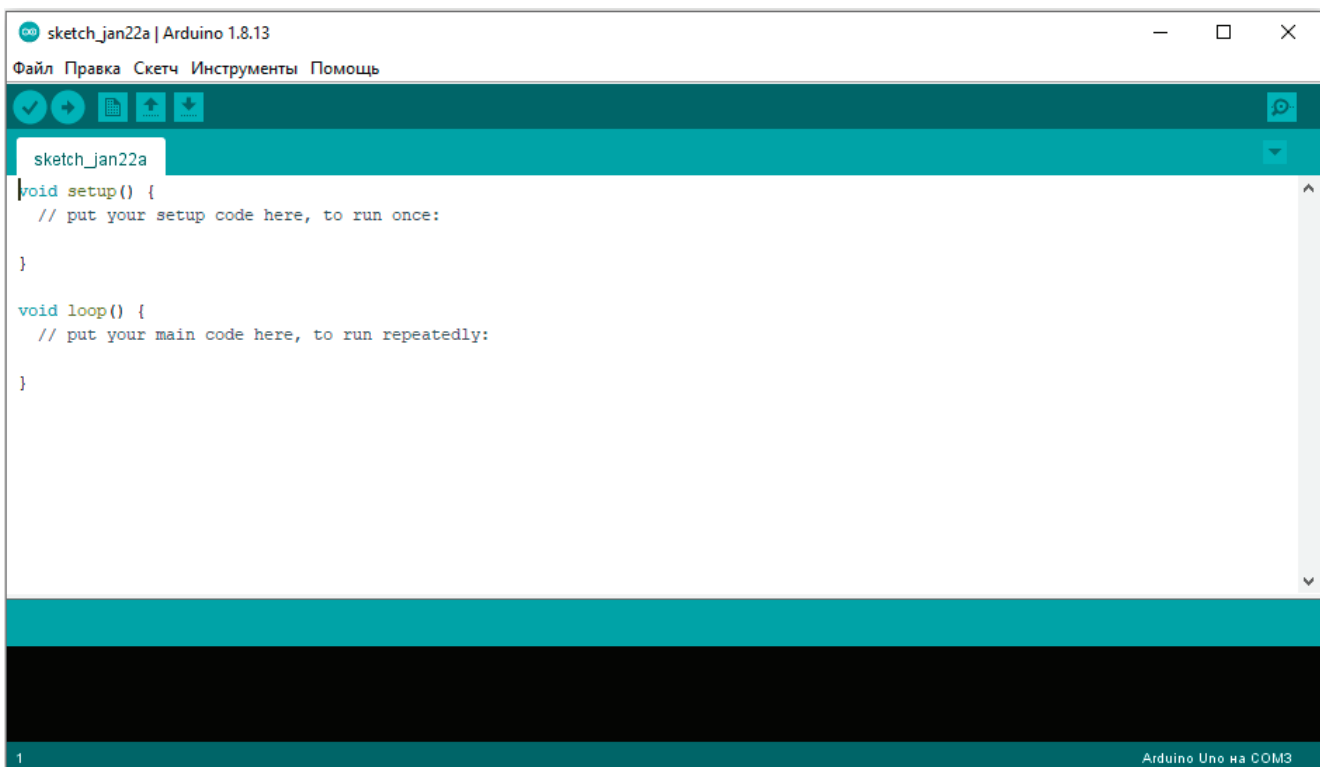 sketch_jan22a | Arduino 1.8.13
Файл Правка Скетч Инструменты Помощь
sketch_jan22a
void setup() {
  // put your setup code here, to run once:
}
void loop() {
  // put your main code here, to run repeatedly:
}
1
Arduino Uno на COM3